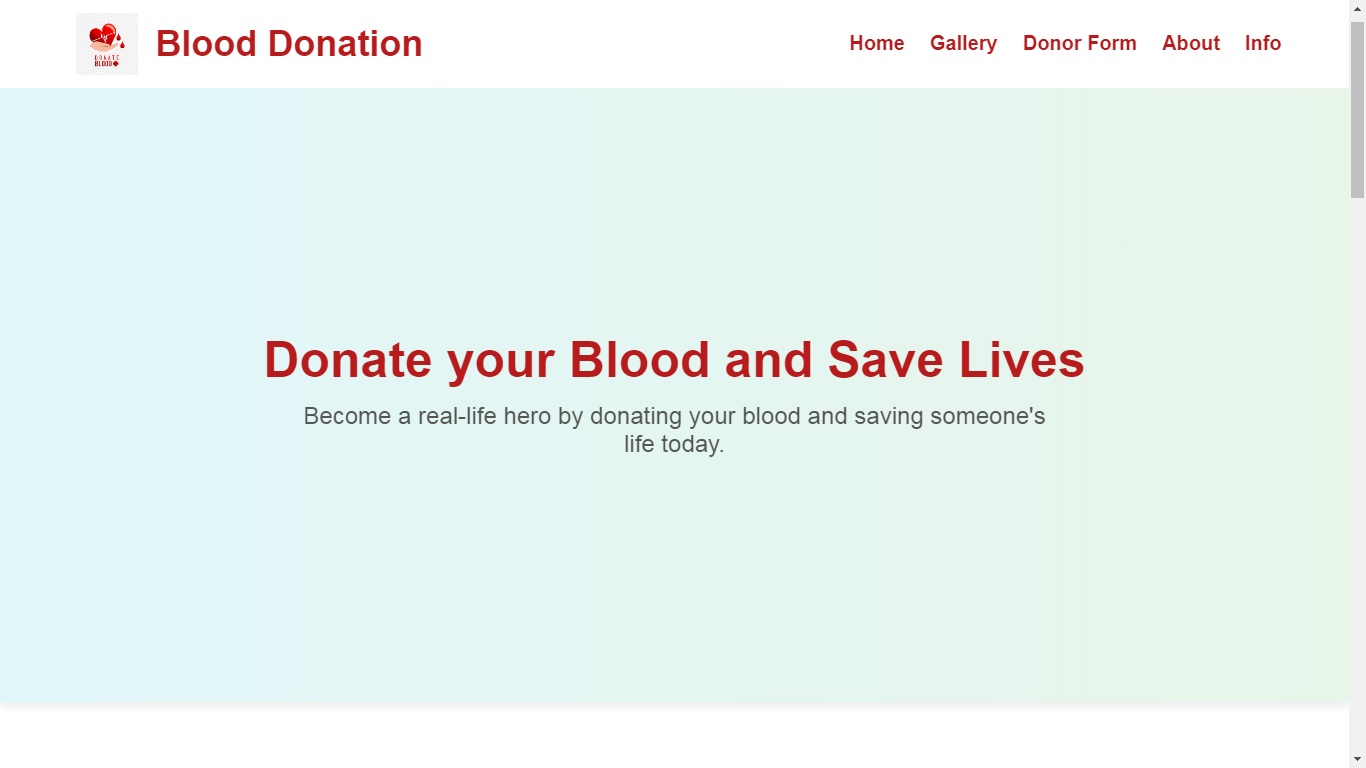 DONATE
BLOOD
Blood Donation
Home Gallery Donor Form About Info
Donate your Blood and Save Lives
Become a real-life hero by donating your blood and saving someone's
life today.